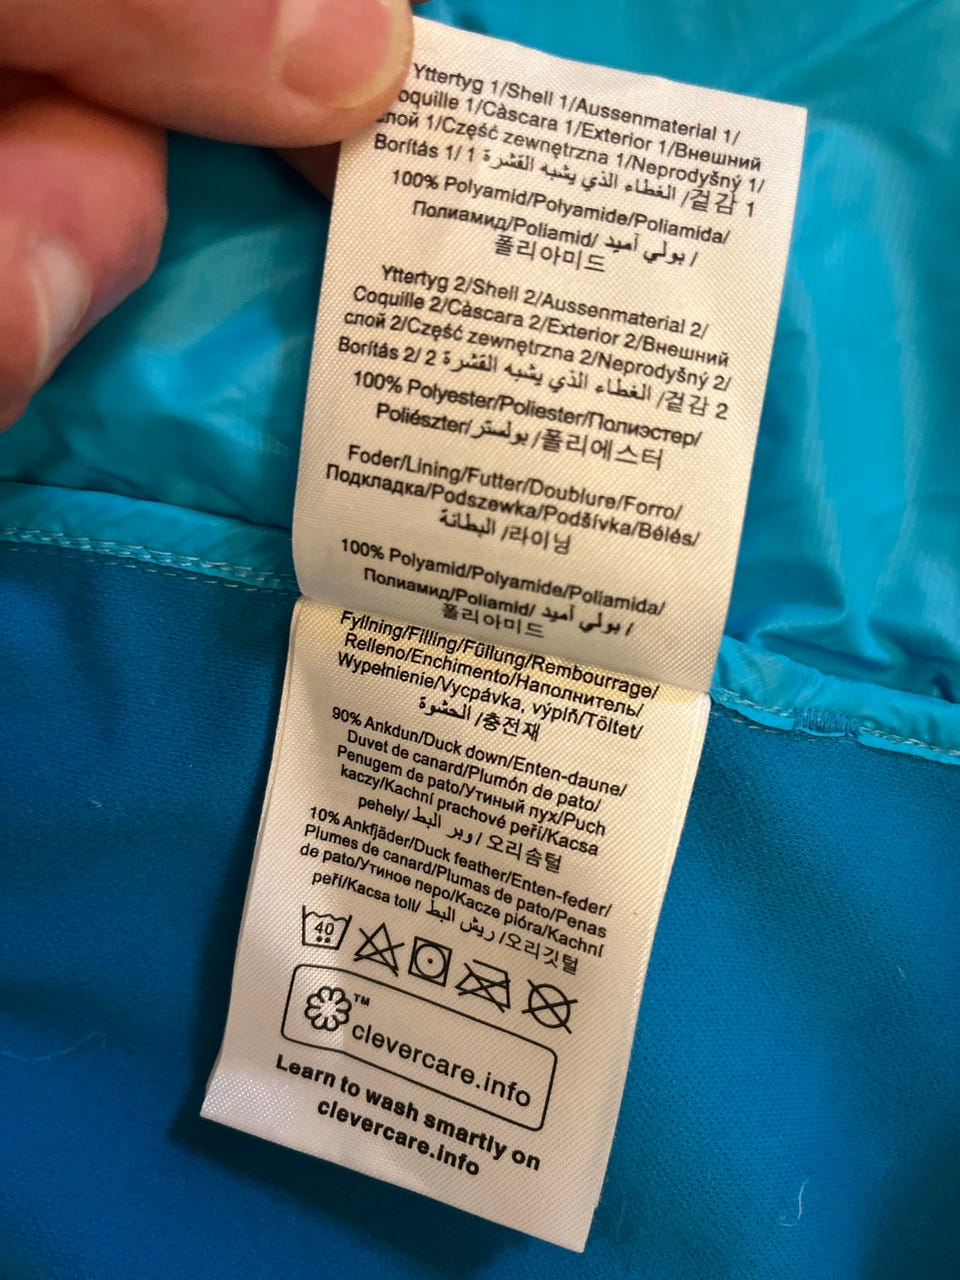 Yttertyg 1/Shell 1/Aussenmaterial 1/
Coquille 1/Càscara 1/Exterior 1/Внешний
слой 1/Część zewnętrzna 1/Neprodyšný 1/
Borítás 1/ الغطاء الذي يشبه القشرة 1 /겉감 1
100% Polyamid/Polyamide/Poliamida/
Полиамид/Poliamid/ بولي أميد /
폴리아미드
Yttertyg 2/Shell 2/Aussenmaterial 2/
Coquille 2/Càscara 2/Exterior 2/Внешний
слой 2/Część zewnętrzna 2/Neprodyšný 2/
Borítás 2/ الغطاء الذي يشبه القشرة 2 /겉감 2
100% Polyester/Poliester/Полиэстер/
Poliészter/ بولستر /폴리에스터
Foder/Lining/Futter/Doublure/Forro/
Подкладка/Podszewka/Podšívka/Bélés/
البطانة /라이닝
100% Polyamid/Polyamide/Poliamida/
Полиамид/Poliamid/ بولي أميد /
폴리아미드
Fyllning/Filling/Füllung/Rembourrage/
Relleno/Enchimento/Наполнитель/
Wypełnienie/Vycpávka, výplň/Töltet/
الحشوة /충전재
90% Ankdun/Duck down/Enten-daune/
Duvet de canard/Plumón de pato/
Penugem de pato/Утиный пух/Puch
kaczy/Kachní prachové peří/Kacsa
pehely/ وبر البط / 오리솜털
10% Ankfjäder/Duck feather/Enten-feder/
Plumes de canard/Plumas de pato/Penas
de pato/Утиное перо/Kacze pióra/Kachní
peří/Kacsa toll/ ريش البط /오리깃털
40
™
clevercare.info
Learn to wash smartly on
clevercare.info